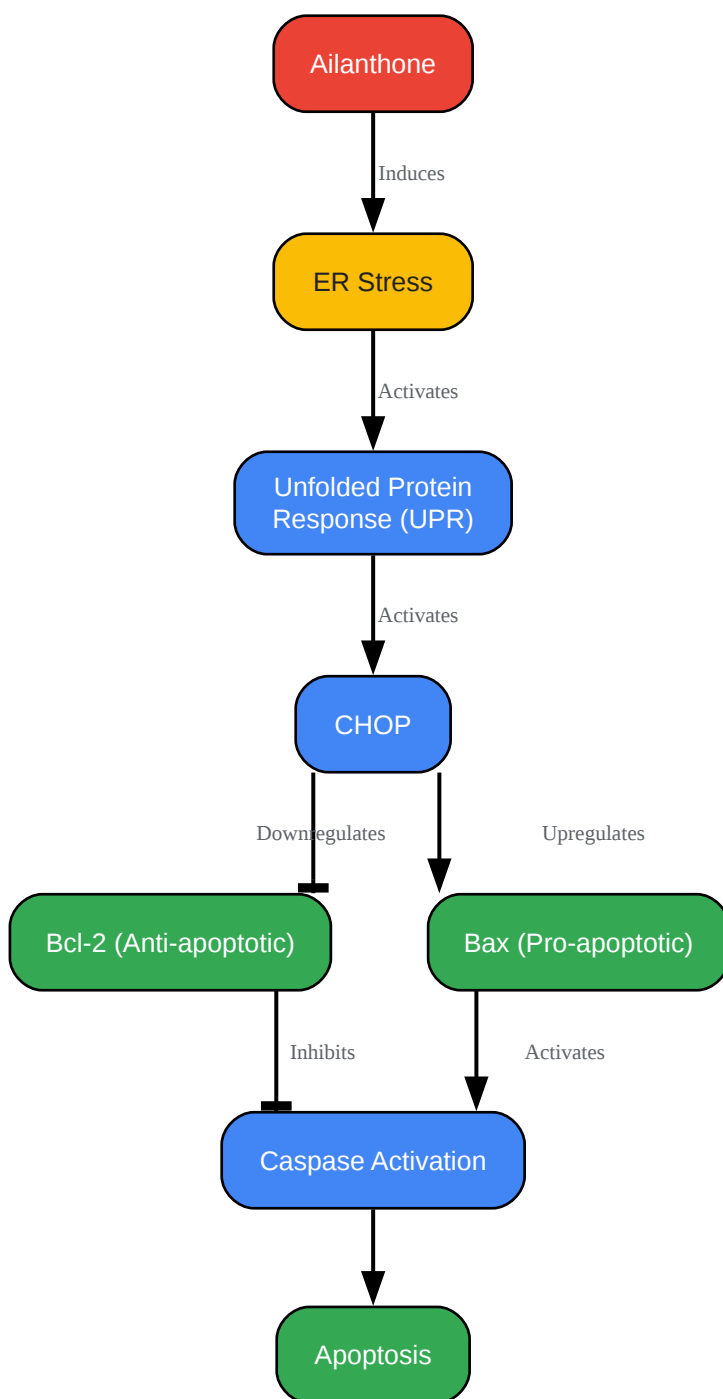 Ailanthone
Induces
ER Stress
Activates
Unfolded Protein
Response (UPR)
Activates
CHOP
Downregulates
Upregulates
Bcl-2 (Anti-apoptotic)
Bax (Pro-apoptotic)
Inhibits
Activates
Caspase Activation
Apoptosis